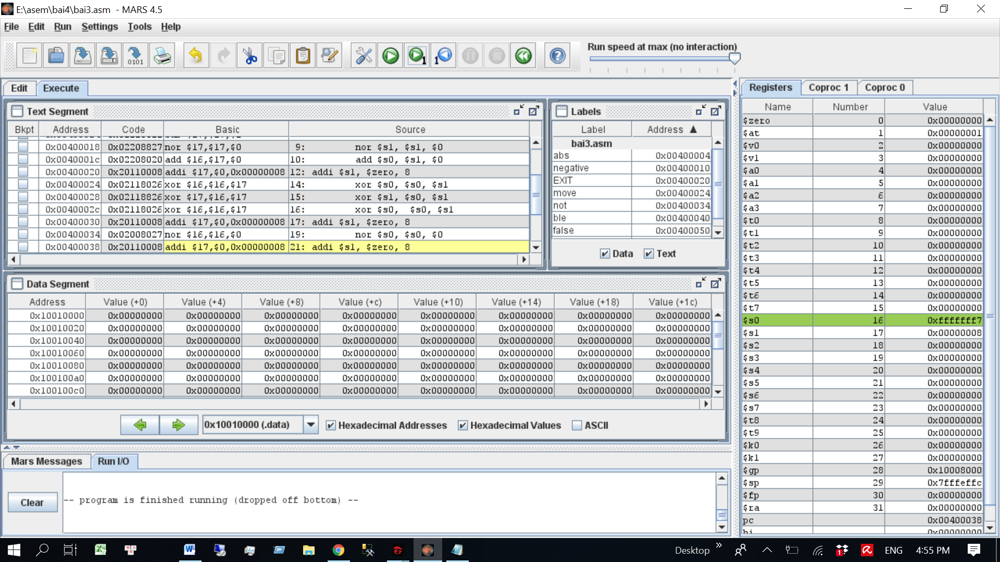 E:\asem\bai4\bai3.asm - MARS 4.5
File Edit Run Settings Tools Help
Run speed at max (no interaction)
0101
1
1
Edit Execute
Registers Coproc 1 Coproc 0
Text Segment
Bkpt Address Code Basic Source
0x00400018 0x02208827 nor $17,$17,$0 9: nor $s1, $s1, $0
0x0040001c 0x02208020 add $16,$17,$0 10: add $s0, $s1, $0
0x00400020 0x20110008 addi $17,$0,0x00000008 12: addi $s1, $zero, 8
0x00400024 0x02118026 xor $16,$16,$17 14: xor $s0, $s0, $s1
0x00400028 0x02118826 xor $17,$16,$17 15: xor $s1, $s0, $s1
0x0040002c 0x02118026 xor $16,$16,$17 16: xor $s0, $s0, $s1
0x00400030 0x20110008 addi $17,$0,0x00000008 17: addi $s1, $zero, 8
0x00400034 0x02008027 nor $16,$16,$0 19: nor $s0, $s0, $0
0x00400038 0x20110008 addi $17,$0,0x00000008 21: addi $s1, $zero, 8
Labels
Label Address ▲
bai3.asm
abs 0x00400004
negative 0x00400010
EXIT 0x00400020
move 0x00400024
not 0x00400034
ble 0x00400040
false 0x00400050
Data Text
Data Segment
Address Value (+0) Value (+4) Value (+8) Value (+c) Value (+10) Value (+14) Value (+18) Value (+1c)
0x10010000 0x00000000 0x00000000 0x00000000 0x00000000 0x00000000 0x00000000 0x00000000 0x00000000
0x10010020 0x00000000 0x00000000 0x00000000 0x00000000 0x00000000 0x00000000 0x00000000 0x00000000
0x10010040 0x00000000 0x00000000 0x00000000 0x00000000 0x00000000 0x00000000 0x00000000 0x00000000
0x10010060 0x00000000 0x00000000 0x00000000 0x00000000 0x00000000 0x00000000 0x00000000 0x00000000
0x10010080 0x00000000 0x00000000 0x00000000 0x00000000 0x00000000 0x00000000 0x00000000 0x00000000
0x100100a0 0x00000000 0x00000000 0x00000000 0x00000000 0x00000000 0x00000000 0x00000000 0x00000000
0x100100c0 0x00000000 0x00000000 0x00000000 0x00000000 0x00000000 0x00000000 0x00000000 0x00000000
0x10010000 (.data) Hexadecimal Addresses Hexadecimal Values ASCII
Mars Messages Run I/O
Clear
-- program is finished running (dropped off bottom) --
Name Number Value
$zero 0 0x00000000
$at 1 0x00000001
$v0 2 0x00000000
$v1 3 0x00000000
$a0 4 0x00000000
$a1 5 0x00000000
$a2 6 0x00000000
$a3 7 0x00000000
$t0 8 0x00000000
$t1 9 0x00000000
$t2 10 0x00000000
$t3 11 0x00000000
$t4 12 0x00000000
$t5 13 0x00000000
$t6 14 0x00000000
$t7 15 0x00000000
$s0 16 0xfffffff7
$s1 17 0x00000008
$s2 18 0x00000000
$s3 19 0x00000000
$s4 20 0x00000000
$s5 21 0x00000000
$s6 22 0x00000000
$s7 23 0x00000000
$t8 24 0x00000000
$t9 25 0x00000000
$k0 26 0x00000000
$k1 27 0x00000000
$gp 28 0x10008000
$sp 29 0x7fffeffc
$fp 30 0x00000000
$ra 31 0x00000000
pc 0x00400038
hi 0x00000000
Desktop ENG 4:55 PM